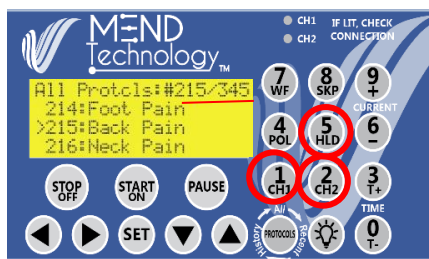 MEND
Technology™
CH1 IF LIT, CHECK
CH2 CONNECTION
All Protcls:#215/345
214:Foot Pain
>215:Back Pain
216:Neck Pain
7 WF
8 SKP
9 +
CURRENT
4 POL
5 HLD
6 -
1 CH1
2 CH2
3 T+
TIME
0 T-
STOP OFF
START ON
PAUSE
SET
All
PROTOCOLS
History
Recent